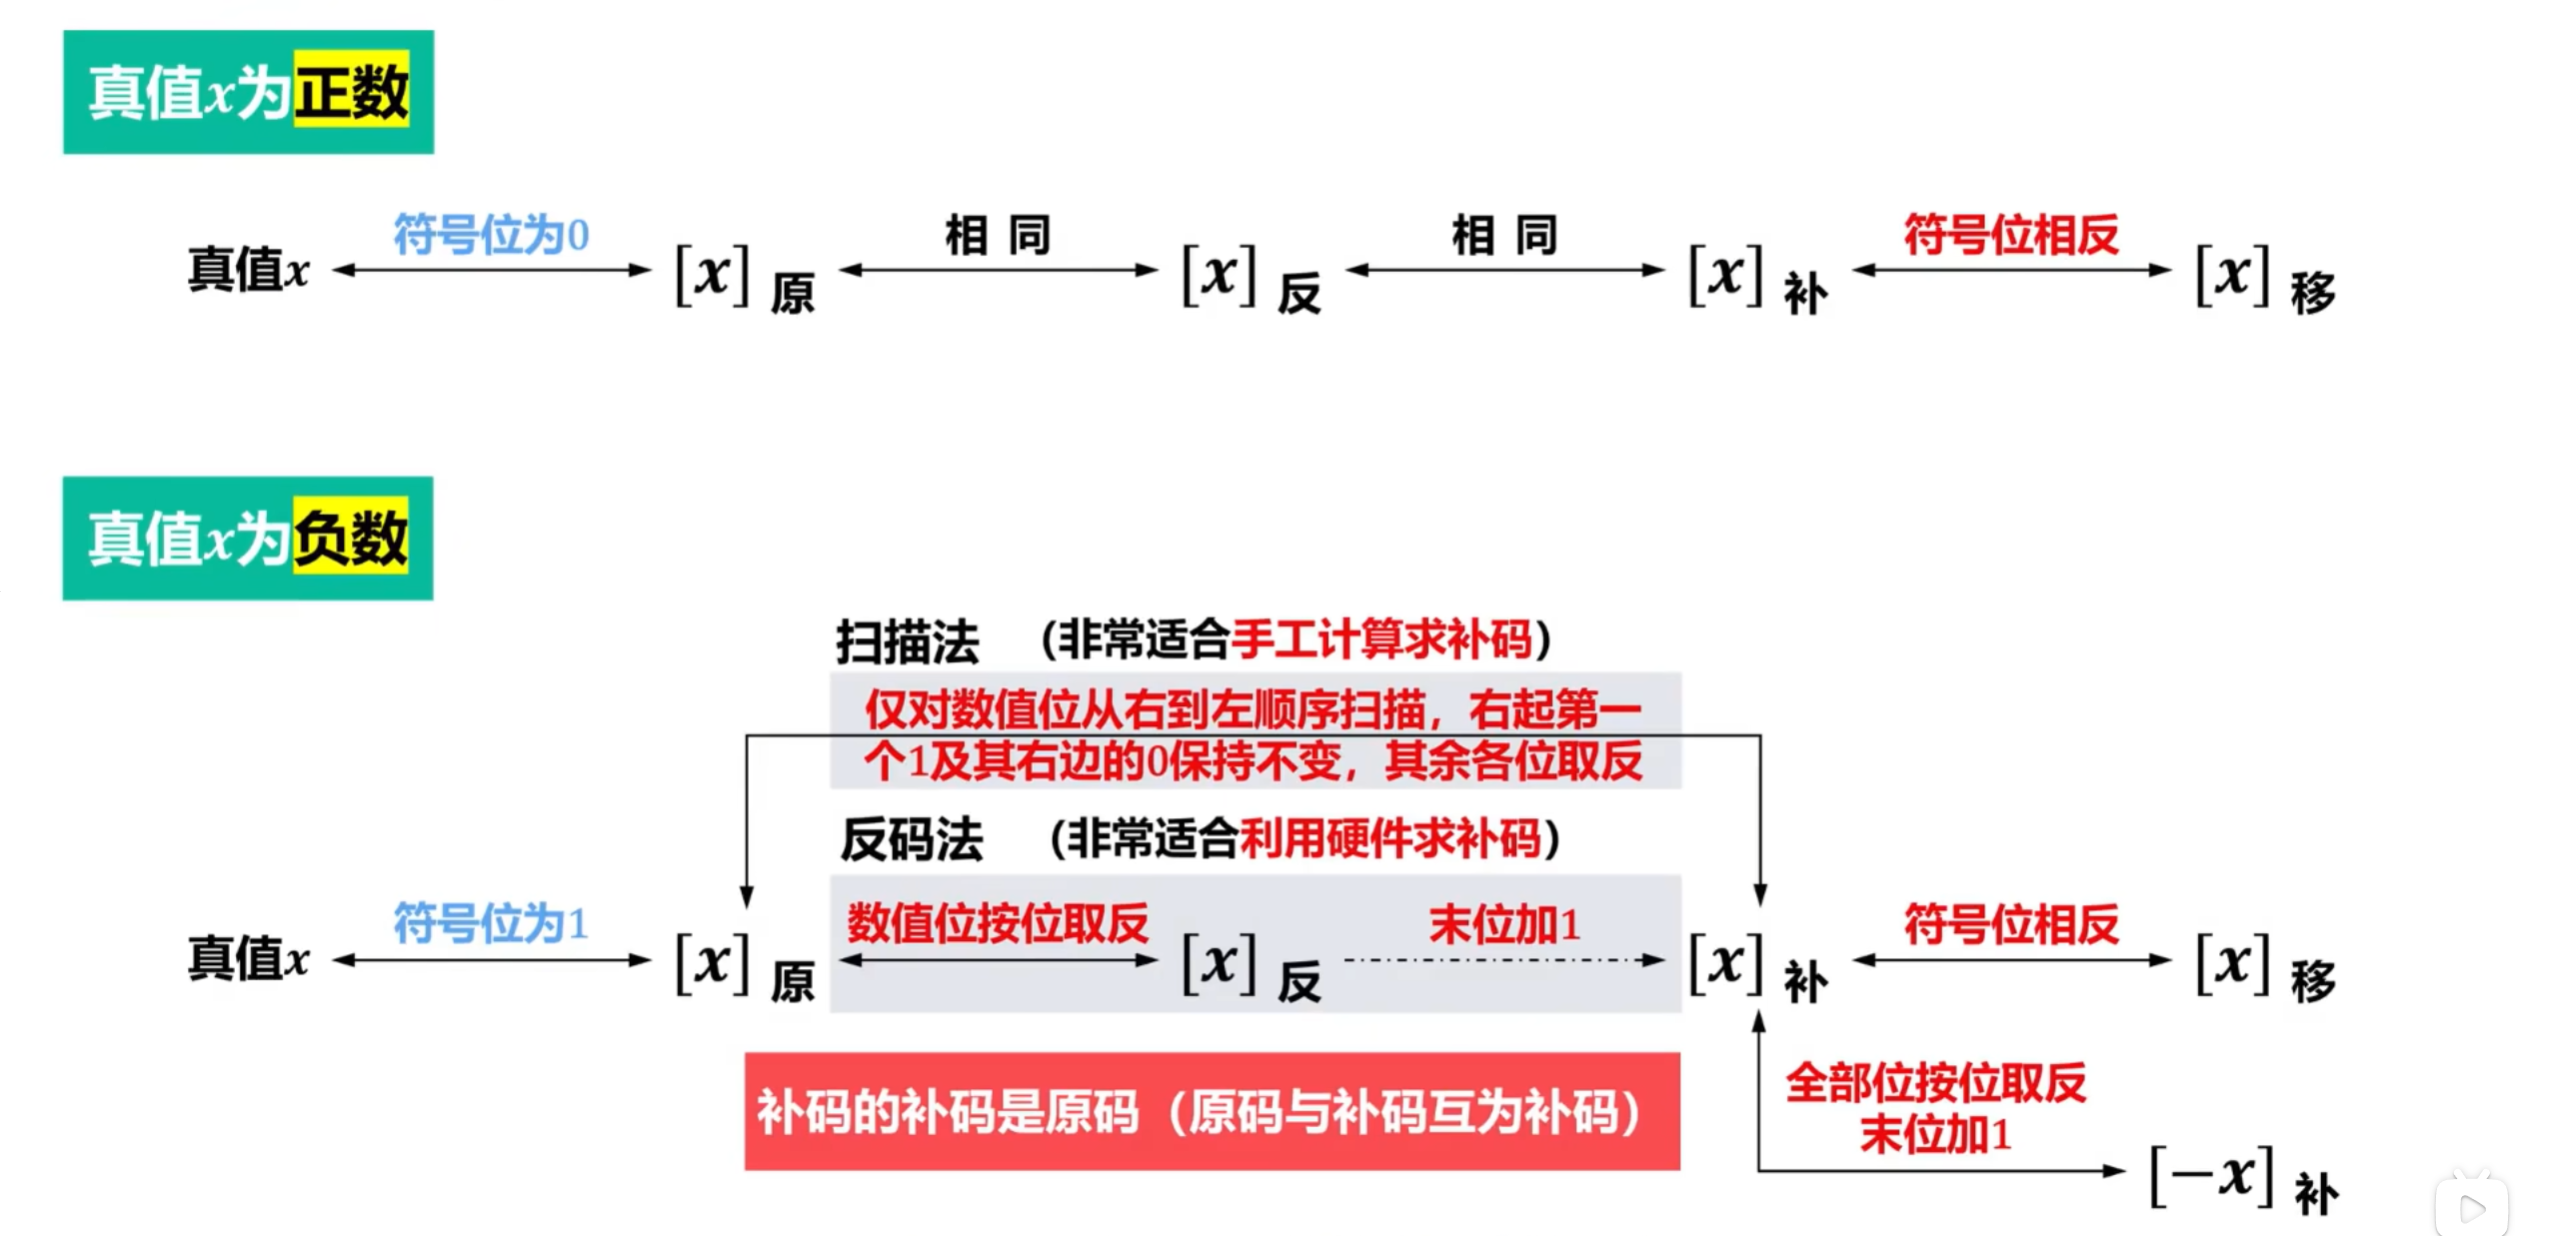 真值x为正数
真值x
符号位为0
[x]原
相 同
[x]反
相 同
[x]补
符号位相反
[x]移
真值x为负数
扫描法 （非常适合手工计算求补码）
仅对数值位从右到左顺序扫描，右起第一
个1及其右边的0保持不变，其余各位取反
反码法 （非常适合利用硬件求补码）
真值x
符号位为1
[x]原
数值位按位取反
[x]反
末位加1
[x]补
符号位相反
[x]移
补码的补码是原码（原码与补码互为补码）
全部位按位取反
末位加1
[−x]补